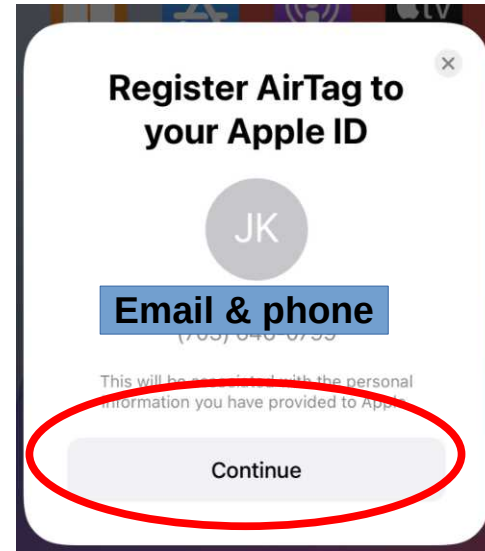 tv
Register AirTag to
your Apple ID
JK
Email & phone
This will be associated with the personal
information you have provided to Apple.
Continue